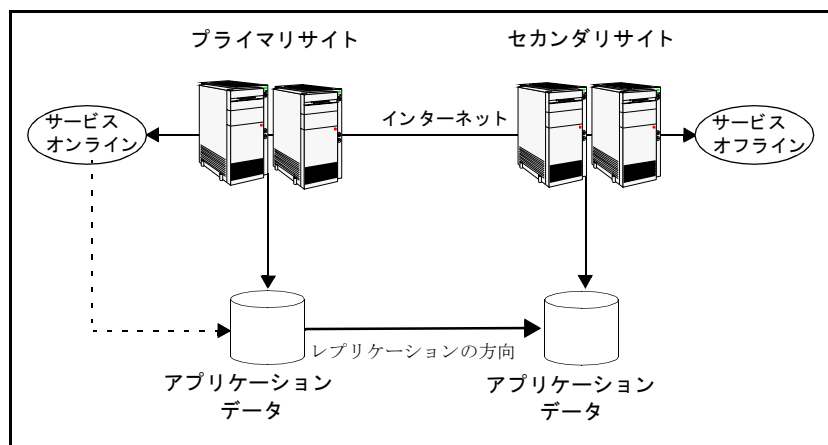 プライマリサイト
セカンダリサイト
サービス
オンライン
インターネット
サービス
オフライン
レプリケーションの方向
アプリケーション
データ
アプリケーション
データ